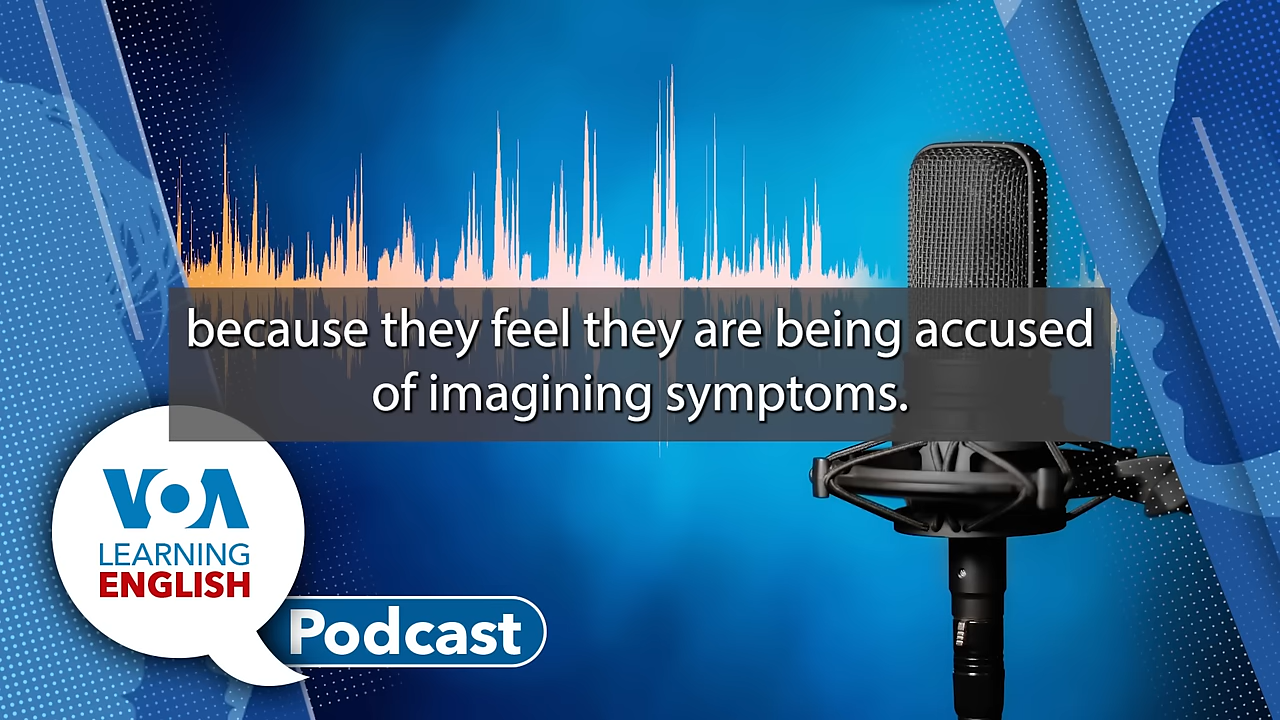 because they feel they are being accused
of imagining symptoms.
VOA
LEARNING
ENGLISH
Podcast